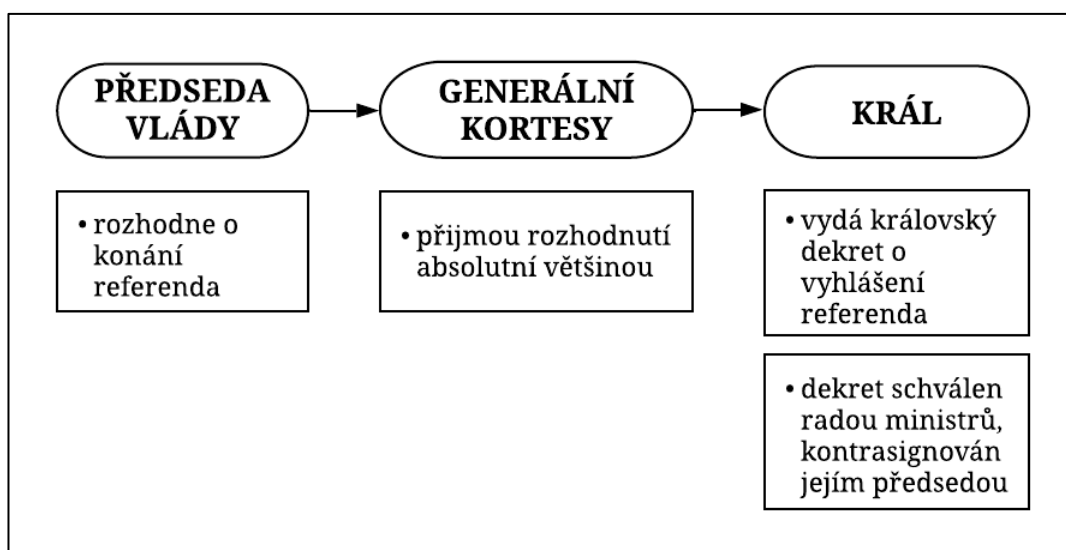 PŘEDSEDA
VLÁDY
GENERÁLNÍ
KORTESY
KRÁL
• rozhodne o
konání
referenda
• přijmou rozhodnutí
absolutní většinou
• vydá královský
dekret o
vyhlášení
referenda
• dekret schválen
radou ministrů,
kontrasignován
jejím předsedou